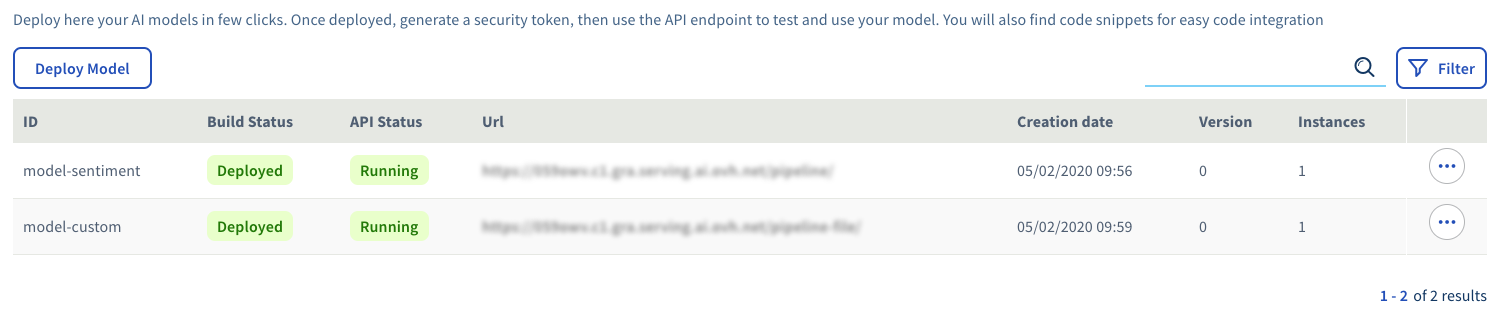 Deploy here your AI models in few clicks. Once deployed, generate a security token, then use the API endpoint to test and use your model. You will also find code snippets for easy code integration
Deploy Model Filter
ID Build Status API Status Url Creation date Version Instances
model-sentiment Deployed Running 05/02/2020 09:56 0 1
model-custom Deployed Running 05/02/2020 09:59 0 1
1 - 2 of 2 results